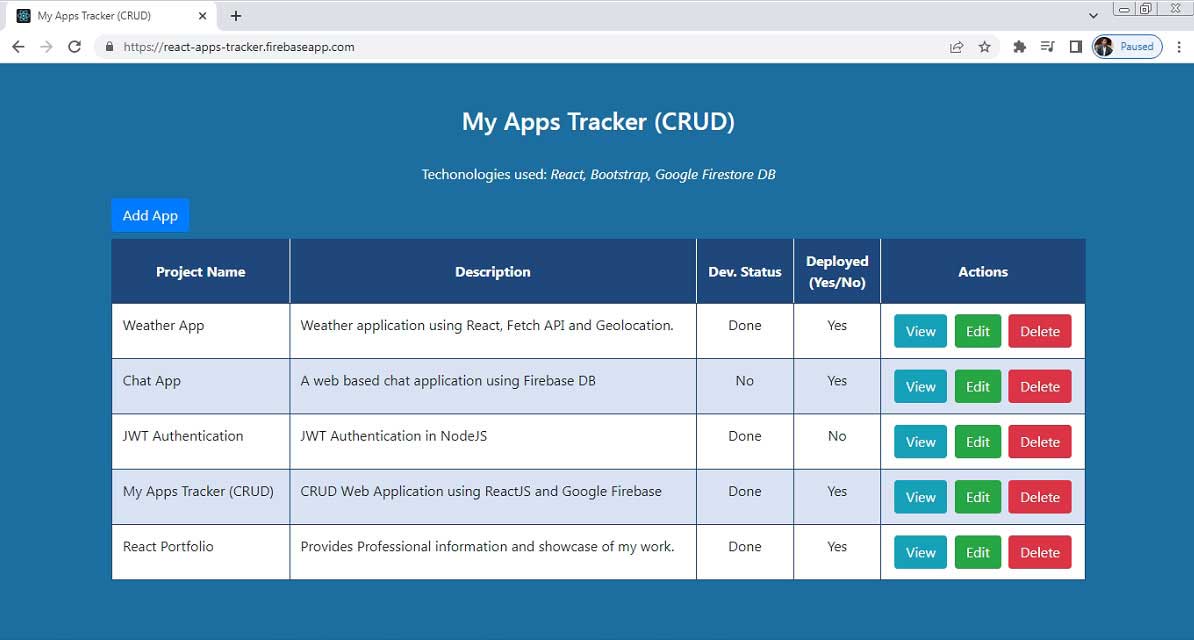 My Apps Tracker (CRUD)
https://react-apps-tracker.firebaseapp.com
Paused
My Apps Tracker (CRUD)
Techonologies used: React, Bootstrap, Google Firestore DB
Add App
Project Name Description Dev. Status Deployed (Yes/No) Actions
Weather App Weather application using React, Fetch API and Geolocation. Done Yes View Edit Delete
Chat App A web based chat application using Firebase DB No Yes View Edit Delete
JWT Authentication JWT Authentication in NodeJS Done No View Edit Delete
My Apps Tracker (CRUD) CRUD Web Application using ReactJS and Google Firebase Done Yes View Edit Delete
React Portfolio Provides Professional information and showcase of my work. Done Yes View Edit Delete